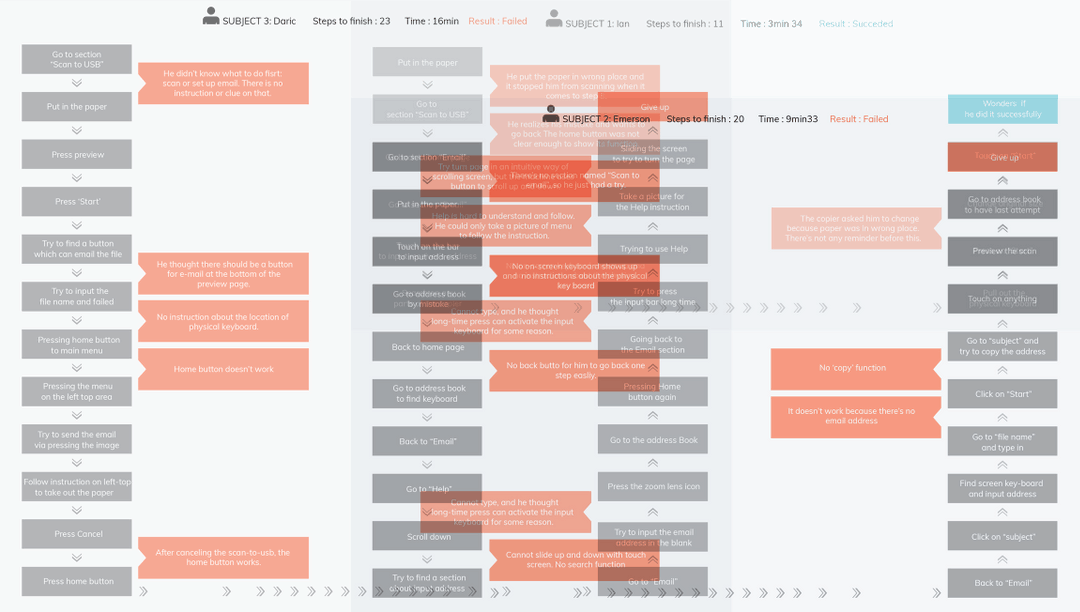 SUBJECT 3: Daric
Steps to finish : 23
Time : 16min
Result : Failed
SUBJECT 1: Ian
Steps to finish : 11
Time : 3min 34
Result : Succeded
SUBJECT 2: Emerson
Steps to finish : 20
Time : 9min33
Result : Failed
Go to section
"Scan to USB"
Put in the paper
Press preview
Press 'Start'
Try to find a button
which can email the file
Try to input the
file name and failed
Pressing home button
to main menu
Pressing the menu
on the left top area
Try to send the email
via pressing the image
Follow instruction on left-top
to take out the paper
Press Cancel
Press home button
He didn't know what to do fisrt:
scan or set up email. There is no
instruction or clue on that.
He thought there should be a button
for e-mail at the bottom of the
preview page.
No instruction about the location of
physical keyboard.
Home button doesn't work
After canceling the scan-to-usb, the
home button works.
Put in the paper
Go to
section "Scan to USB"
Go to section "Email"
Put in the paper
Touch on the bar
to input address
Go to address book
by mistake
Back to home page
Go to address book
to find keyboard
Back to "Email"
Go to "Help"
Scroll down
Try to find a section
about input address
He put the paper in wrong place and
it stopped him from scanning when it
comes to step
He realized
go back The home button was not
clear enough to show its function
Try turn page in an intuitive way of
There's no section named "Scan to
email", so he just had a try.
Help is hard to understand and follow.
He could only take a picture of menu
to follow the instruction.
No on-screen keyboard shows up
and no instructions about the physical
key board.
Cannot type, and he thought
long-time press can activate the input
keyboard for some reason.
No back butto for him to go back one
step easily.
Cannot type, and he thought
long-time press can activate the input
keyboard for some reason.
Cannot slide up and down with touch
screen. No search function
Give up
Sliding the screen
to try to turn the page
Take a picture for
the Help instruction
Trying to use Help
Try to press
the input bar long time
Going back to
the Email section
Pressing Home
button again
Go to the address Book
Press the zoom lens icon
Try to input the email
address in the blank
Go to "Email"
The copier asked him to change
because paper was in wrong place.
There's not any reminder before this.
No 'copy' function
It doesn't work because there's no
email address
Wonders if
he did it successfully
Give up
Go to address book
to have last attempt
Preview the scan
Touch on anything
Go to "subject" and
try to copy the address
Click on "Start"
Go to "file name"
and type in
Find screen key-board
and input address
Click on "subject"
Back to "Email"